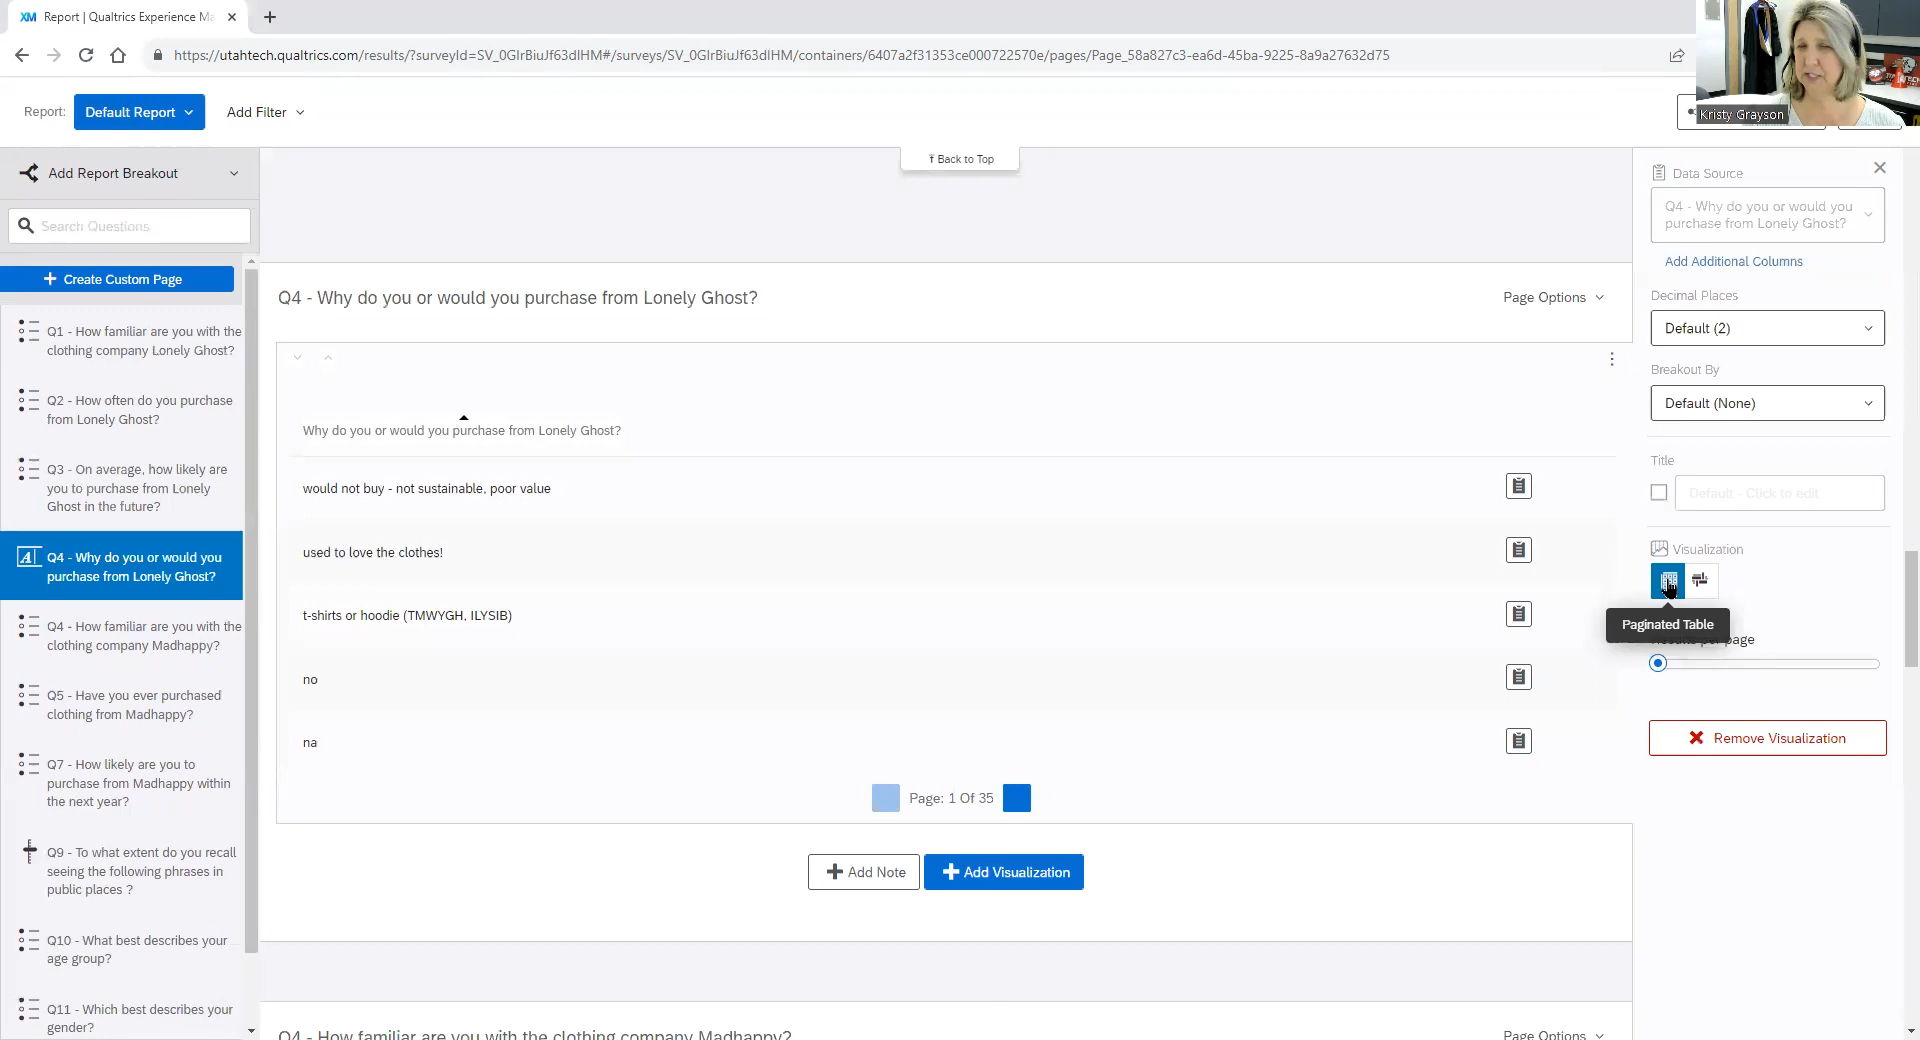 XM Report | Qualtrics Experience Ma
https://utahtech.qualtrics.com/results/?surveyId=SV_0GIrBiuJf63dIHM#/surveys/SV_0GIrBiuJf63dIHM/containers/6407a2f31353ce000722570e/pages/Page_58a827c3-ea6d-45ba-9225-8a9a27632d75
Kristy Grayson
Report:
Default Report
Add Filter
Add Report Breakout
Back to Top
Search Questions
Create Custom Page
Q1 - How familiar are you with the
clothing company Lonely Ghost?
Q2 - How often do you purchase
from Lonely Ghost?
Q3 - On average, how likely are
you to purchase from Lonely
Ghost in the future?
Q4 - Why do you or would you
purchase from Lonely Ghost?
Q4 - How familiar are you with the
clothing company Madhappy?
Q5 - Have you ever purchased
clothing from Madhappy?
Q7 - How likely are you to
purchase from Madhappy within
the next year?
Q9 - To what extent do you recall
seeing the following phrases in
public places ?
Q10 - What best describes your
age group?
Q11 - Which best describes your
gender?
Q4 - Why do you or would you purchase from Lonely Ghost?
Page Options
Why do you or would you purchase from Lonely Ghost?
would not buy - not sustainable, poor value
used to love the clothes!
t-shirts or hoodie (TMWYGH, ILYSIB)
no
na
Page: 1 Of 35
Add Note
Add Visualization
Q4 - How familiar are you with the clothing company Madhappy?
Page Options
Data Source
Q4 - Why do you or would you
purchase from Lonely Ghost?
Add Additional Columns
Decimal Places
Default (2)
Breakout By
Default (None)
Title
Default - Click to edit
Visualization
Paginated Table
Results per page
Remove Visualization